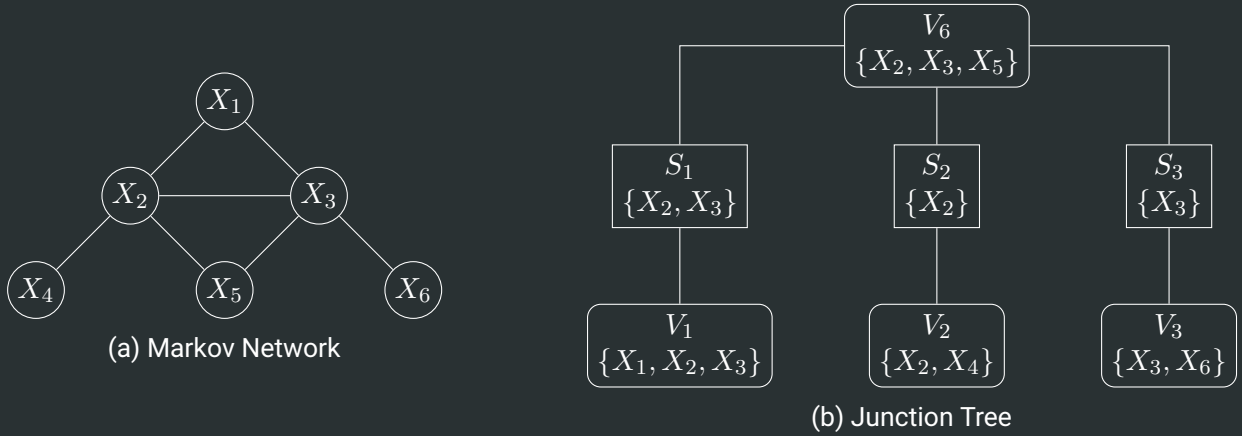 X₁
X₂
X₃
X₄
X₅
X₆
(a) Markov Network
V₆
{X₂, X₃, X₅}
S₁
{X₂, X₃}
S₂
{X₂}
S₃
{X₃}
V₁
{X₁, X₂, X₃}
V₂
{X₂, X₄}
V₃
{X₃, X₆}
(b) Junction Tree